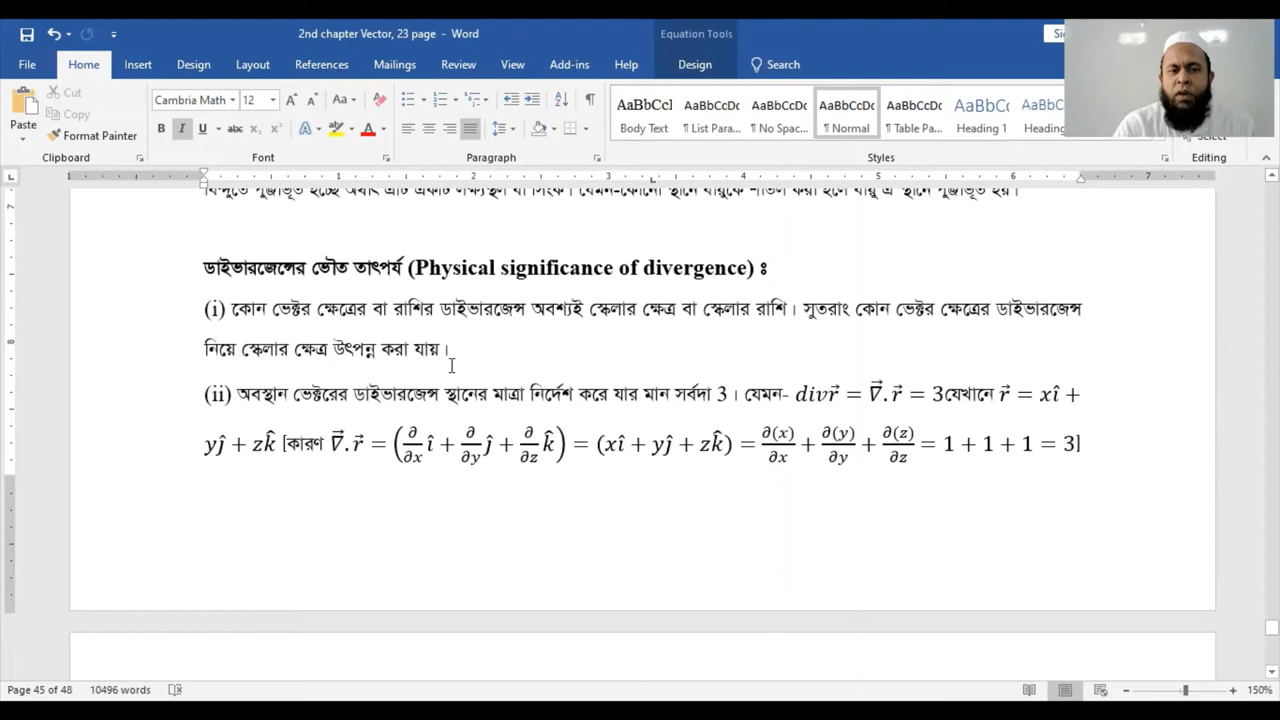 2nd chapter Vector, 23 page - Word
Equation Tools
File Home Insert Design Layout References Mailings Review View Add-ins Help Design Search
Cut
Copy
Paste
Format Painter
Cambria Math 12
AaBbCcl AaBbCcDc AaBbCcDc AaBbCcDc AaBbCcDc AaBbCcD
Body Text ¶ List Para... ¶ No Spac... ¶ Normal ¶ Table Pa... Heading 1 Heading
Clipboard Font Paragraph Styles Editing
ডাইভারজেন্সের ভৌত তাৎপর্য (Physical significance of divergence) ঃ
(i) কোন ভেক্টর ক্ষেত্রের বা রাশির ডাইভারজেন্স অবশ্যই স্কেলার ক্ষেত্র বা স্কেলার রাশি। সুতরাং কোন ভেক্টর ক্ষেত্রের ডাইভারজেন্স
নিয়ে স্কেলার ক্ষেত্র উৎপন্ন করা যায়।
(ii) অবস্থান ভেক্টরের ডাইভারজেন্স স্থানের মাত্রা নির্দেশ করে যার মান সর্বদা 3। যেমন- div r⃗ = ∇⃗.r⃗ = 3যেখানে r⃗ = xî +
yĵ + zk̂ [কারণ ∇⃗.r⃗ = (∂/∂x î + ∂/∂y ĵ + ∂/∂z k̂) = (xî + yĵ + zk̂) = ∂(x)/∂x + ∂(y)/∂y + ∂(z)/∂z = 1 + 1 + 1 = 3]
Page 45 of 48 10496 words 150%